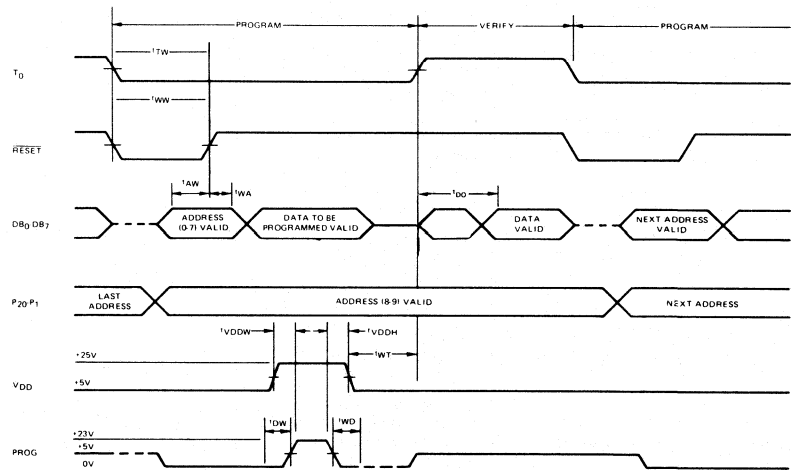 PROGRAM VERIFY PROGRAM
tTW
T0
tWW
RESET
tAW tWA tDO
DB0 DB7
ADDRESS (0-7) VALID
DATA TO BE PROGRAMMED VALID
DATA VALID
NEXT ADDRESS VALID
P20 P1
LAST ADDRESS
ADDRESS (8-9) VALID
NEXT ADDRESS
tVDDW tVDDH
tWT
+25V
VDD
+5V
tDW tWD
+23V
PROG
+5V
0V